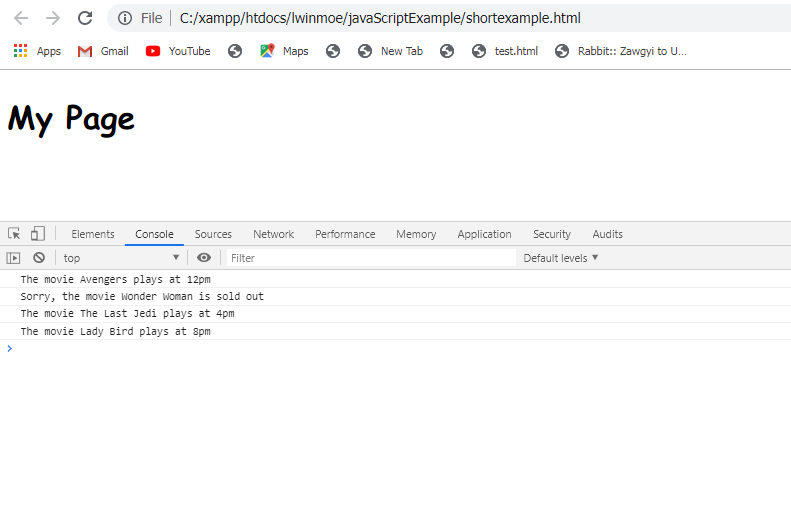 File C:/xampp/htdocs/lwinmoe/javaScriptExample/shortexample.html
Apps Gmail YouTube Maps New Tab test.html Rabbit:: Zawgyi to U...
My Page
Elements Console Sources Network Performance Memory Application Security Audits
top Filter Default levels
The movie Avengers plays at 12pm
Sorry, the movie Wonder Woman is sold out
The movie The Last Jedi plays at 4pm
The movie Lady Bird plays at 8pm